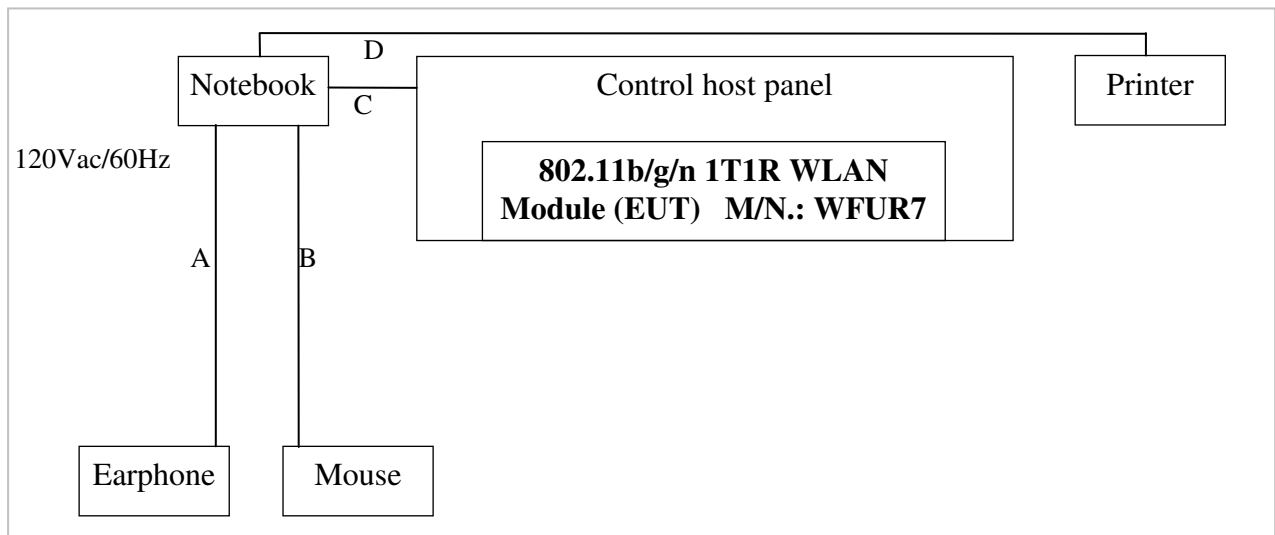 D
Notebook
Control host panel
Printer
C
120Vac/60Hz
802.11b/g/n 1T1R WLAN
Module (EUT) M/N.: WFUR7
A
B
Earphone
Mouse